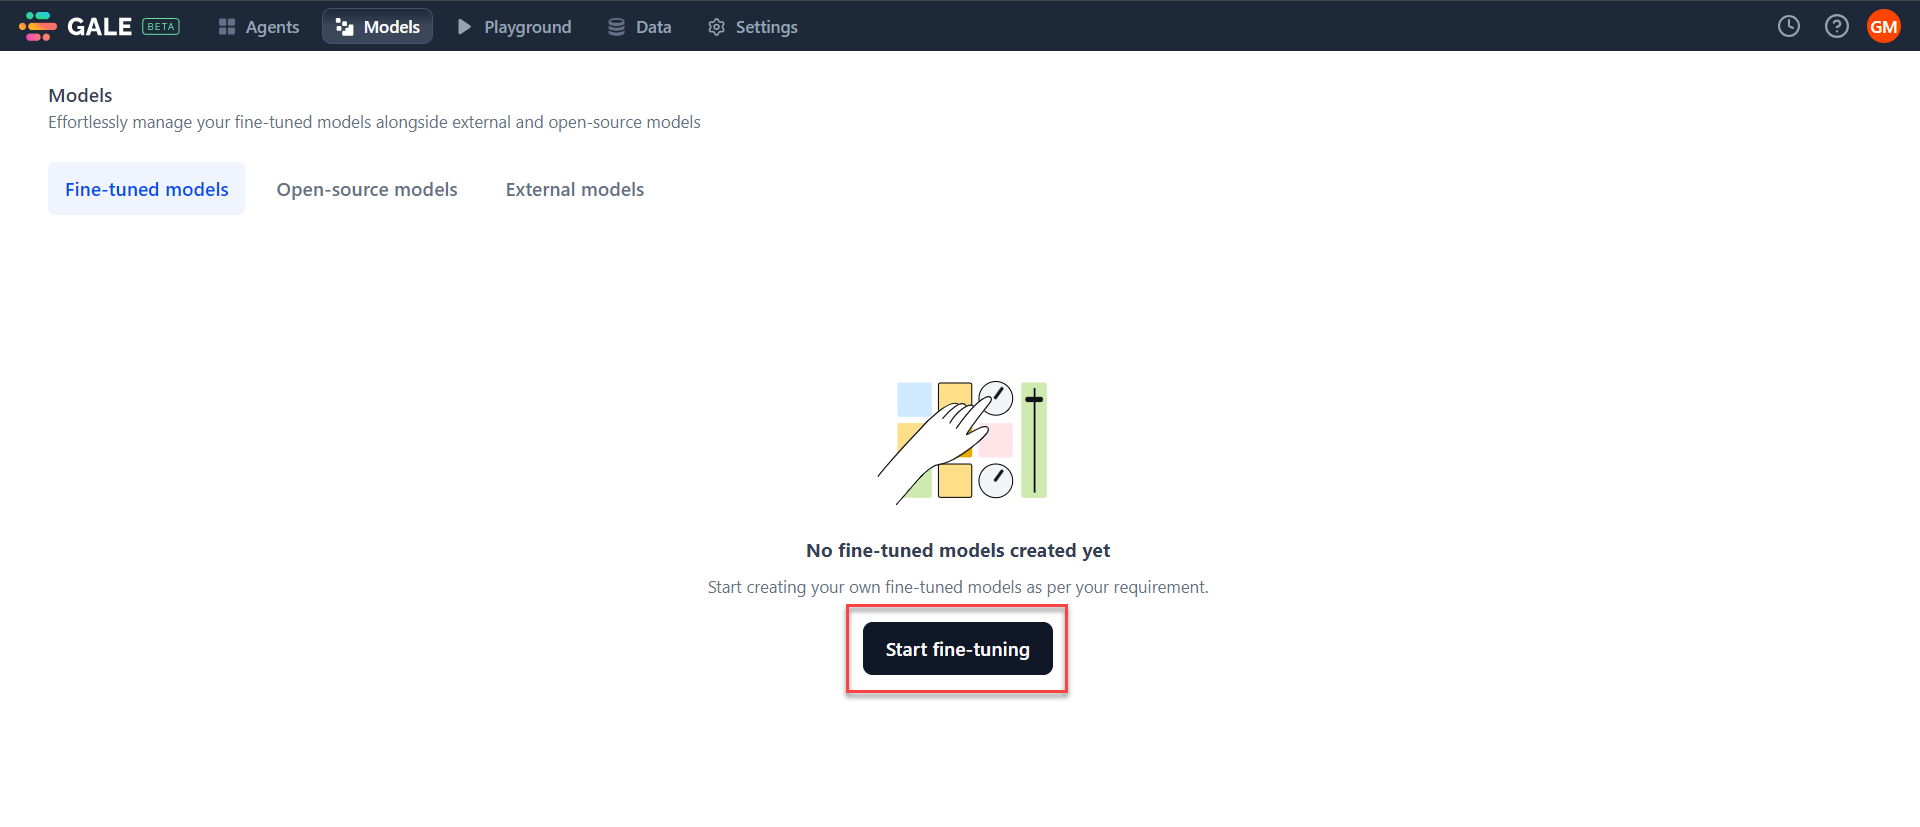 GALE BETA Agents Models Playground Data Settings GM
Models
Effortlessly manage your fine-tuned models alongside external and open-source models
Fine-tuned models Open-source models External models
No fine-tuned models created yet
Start creating your own fine-tuned models as per your requirement.
Start fine-tuning